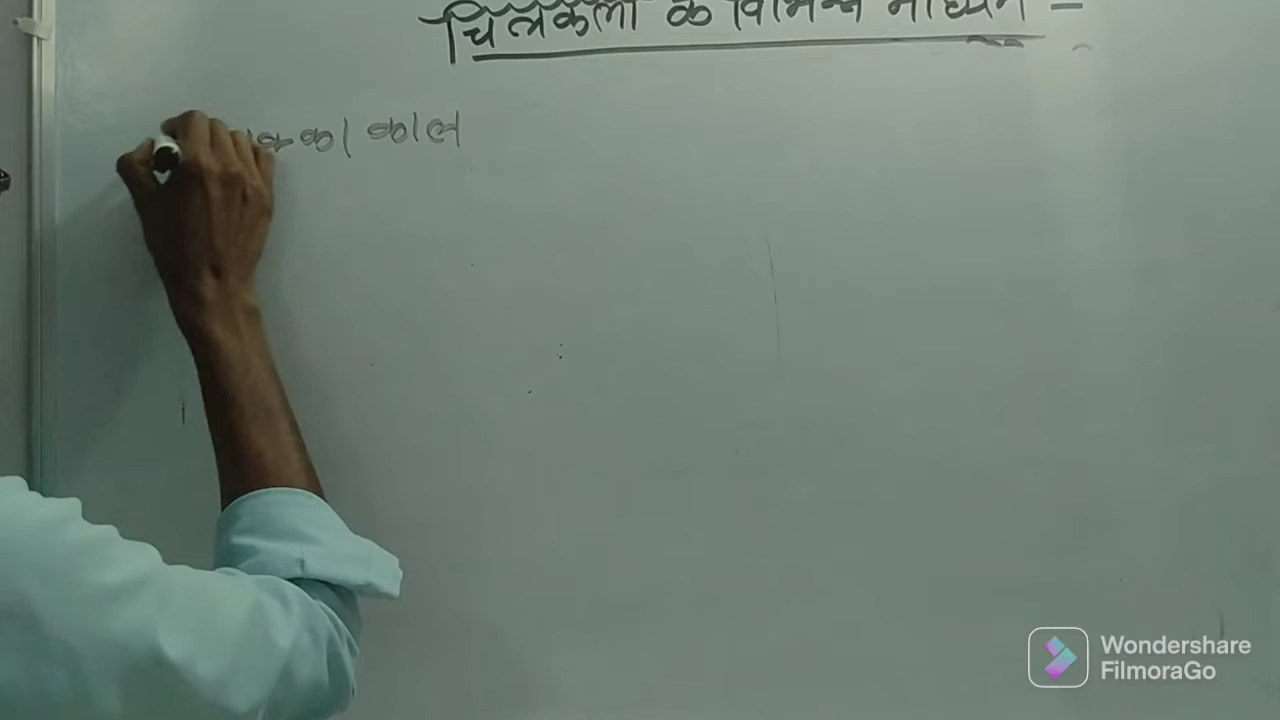 चित्रकला के विभिन्न माध्यम -
काल
Wondershare
FilmoraGo